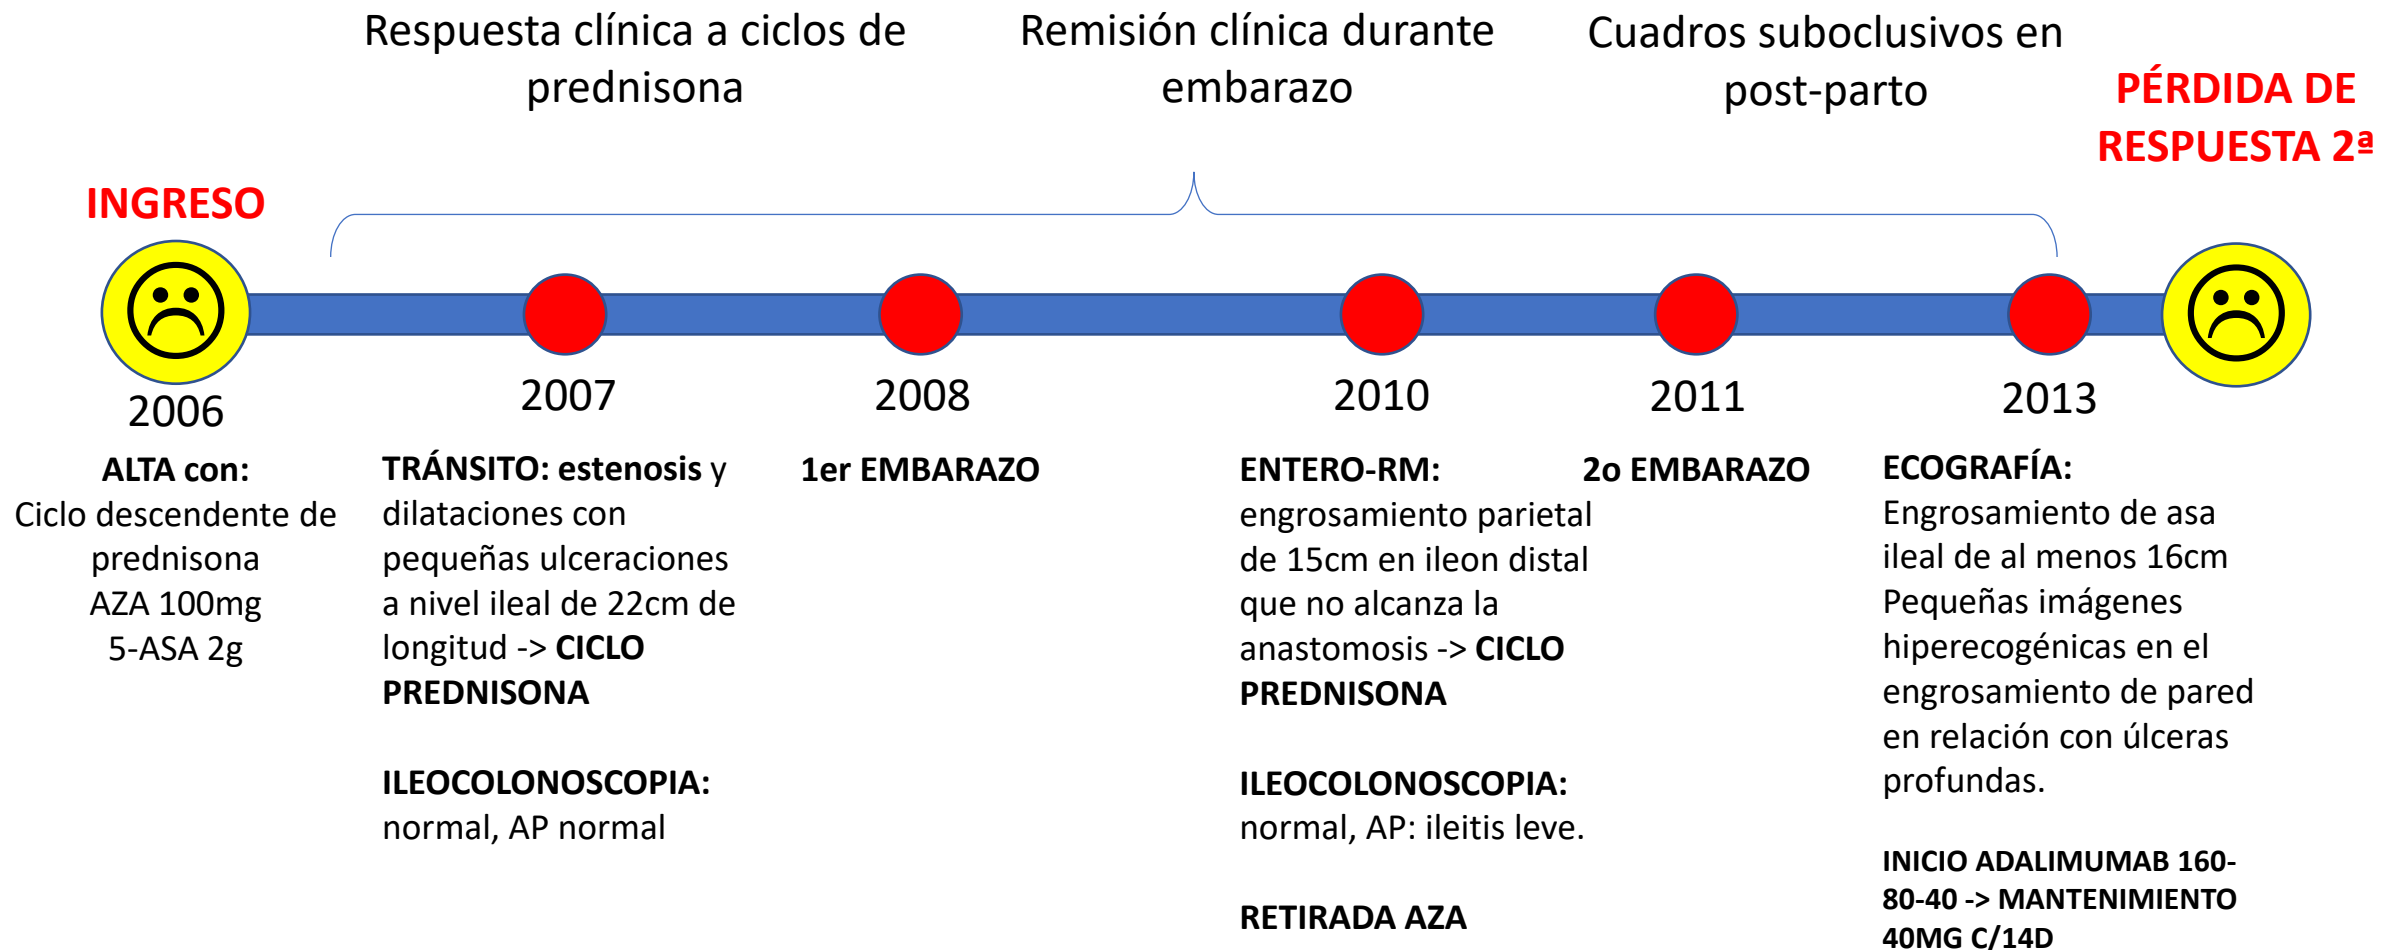 Respuesta clínica a ciclos de
prednisona
Remisión clínica durante
embarazo
Cuadros suboclusivos en
post-parto
PÉRDIDA DE
RESPUESTA 2ª
INGRESO
2006
2007
2008
2010
2011
2013
ALTA con:
Ciclo descendente de
prednisona
AZA 100mg
5-ASA 2g
TRÁNSITO: estenosis y
dilataciones con
pequeñas ulceraciones
a nivel ileal de 22cm de
longitud -> CICLO
PREDNISONA
ILEOCOLONOSCOPIA:
normal, AP normal
1er EMBARAZO
ENTERO-RM:
engrosamiento parietal
de 15cm en ileon distal
que no alcanza la
anastomosis -> CICLO
PREDNISONA
ILEOCOLONOSCOPIA:
normal, AP: ileitis leve.
RETIRADA AZA
2o EMBARAZO
ECOGRAFÍA:
Engrosamiento de asa
ileal de al menos 16cm
Pequeñas imágenes
hiperecogénicas en el
engrosamiento de pared
en relación con úlceras
profundas.
INICIO ADALIMUMAB 160-
80-40 -> MANTENIMIENTO
40MG C/14D